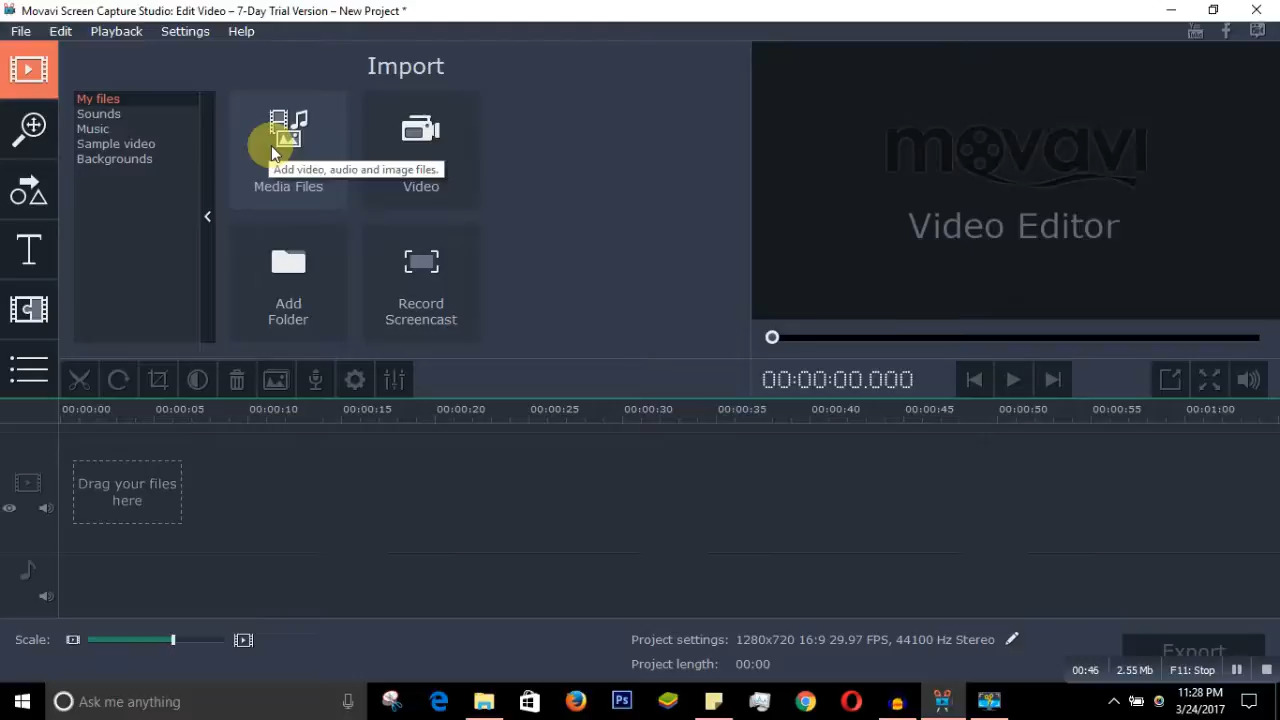 Movavi Screen Capture Studio: Edit Video – 7-Day Trial Version – New Project *
File Edit Playback Settings Help
Import
My files
Sounds
Music
Sample video
Backgrounds
Add video, audio and image files.
Media Files
Video
Add
Folder
Record
Screencast
movavi
Video Editor
00:00:00.000
00:00:00 00:00:05 00:00:10 00:00:15 00:00:20 00:00:25 00:00:30 00:00:35 00:00:40 00:00:45 00:00:50 00:00:55 00:01:00
Drag your files
here
Scale:
Project settings: 1280x720 16:9 29.97 FPS, 44100 Hz Stereo
Project length: 00:00
Export
00:46 2.55 Mb F11: Stop
Ask me anything
Ps
11:28 PM
3/24/2017